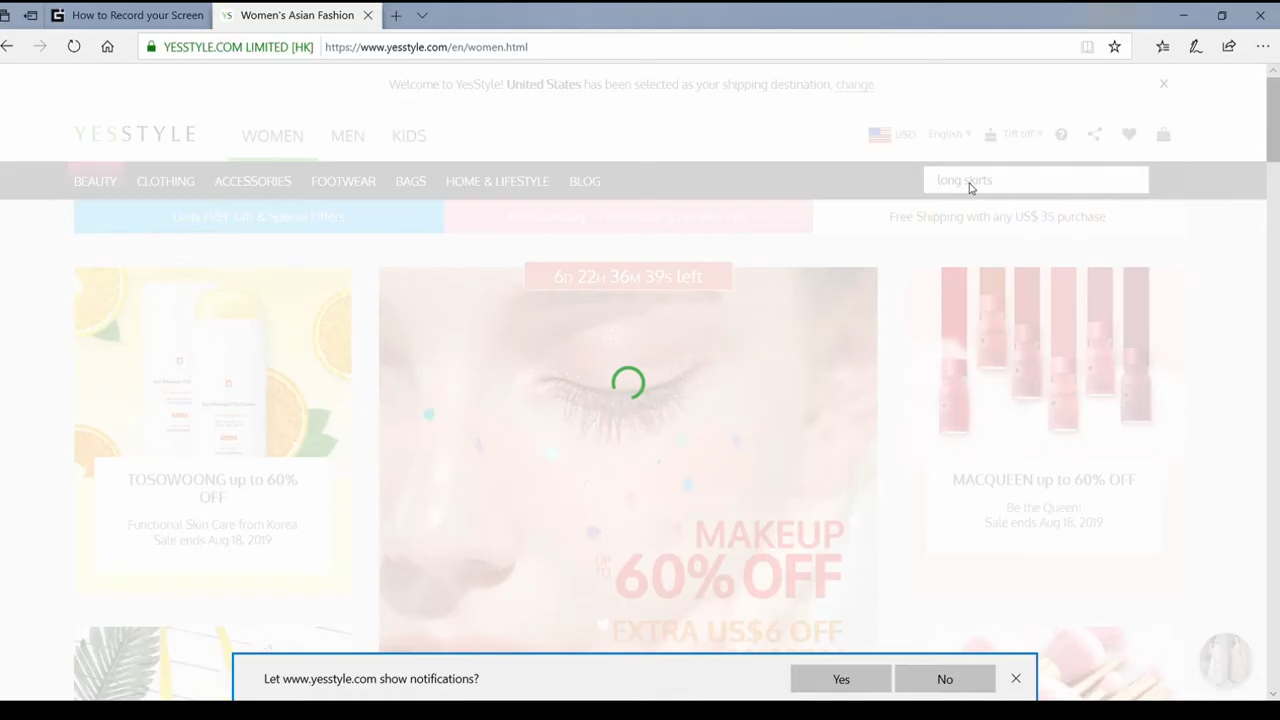 How to Record your Screen
YES Women's Asian Fashion
YESSTYLE.COM LIMITED [HK] https://www.yesstyle.com/en/women.html
Welcome to YesStyle! United States has been selected as your shipping destination. change
YESSTYLE WOMEN MEN KIDS USD English Tiff tiff
BEAUTY CLOTHING ACCESSORIES FOOTWEAR BAGS HOME & LIFESTYLE BLOG long skirts
Free Shipping with any US$ 35 purchase
6D 22H 36M 39S left
TOSOWOONG up to 60%
OFF
Functional Skin Care from Korea
Sale ends Aug 18, 2019
MACQUEEN up to 60% OFF
Be the Queen!
Sale ends Aug 18, 2019
MAKEUP
UP TO 60% OFF
EXTRA US$6 OFF
Let www.yesstyle.com show notifications? Yes No